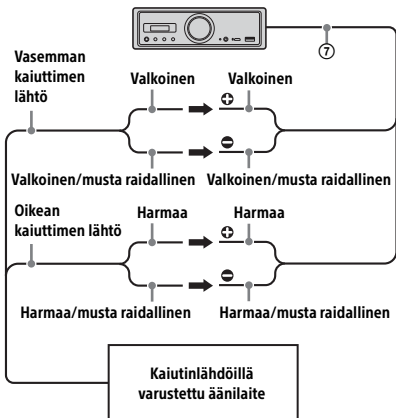 ⑦
Vasemman
kaiuttimen
lähtö
Valkoinen
Valkoinen
Valkoinen/musta raidallinen
Valkoinen/musta raidallinen
Oikean
kaiuttimen lähtö
Harmaa
Harmaa
Harmaa/musta raidallinen
Harmaa/musta raidallinen
Kaiutinlähdöillä
varustettu äänilaite